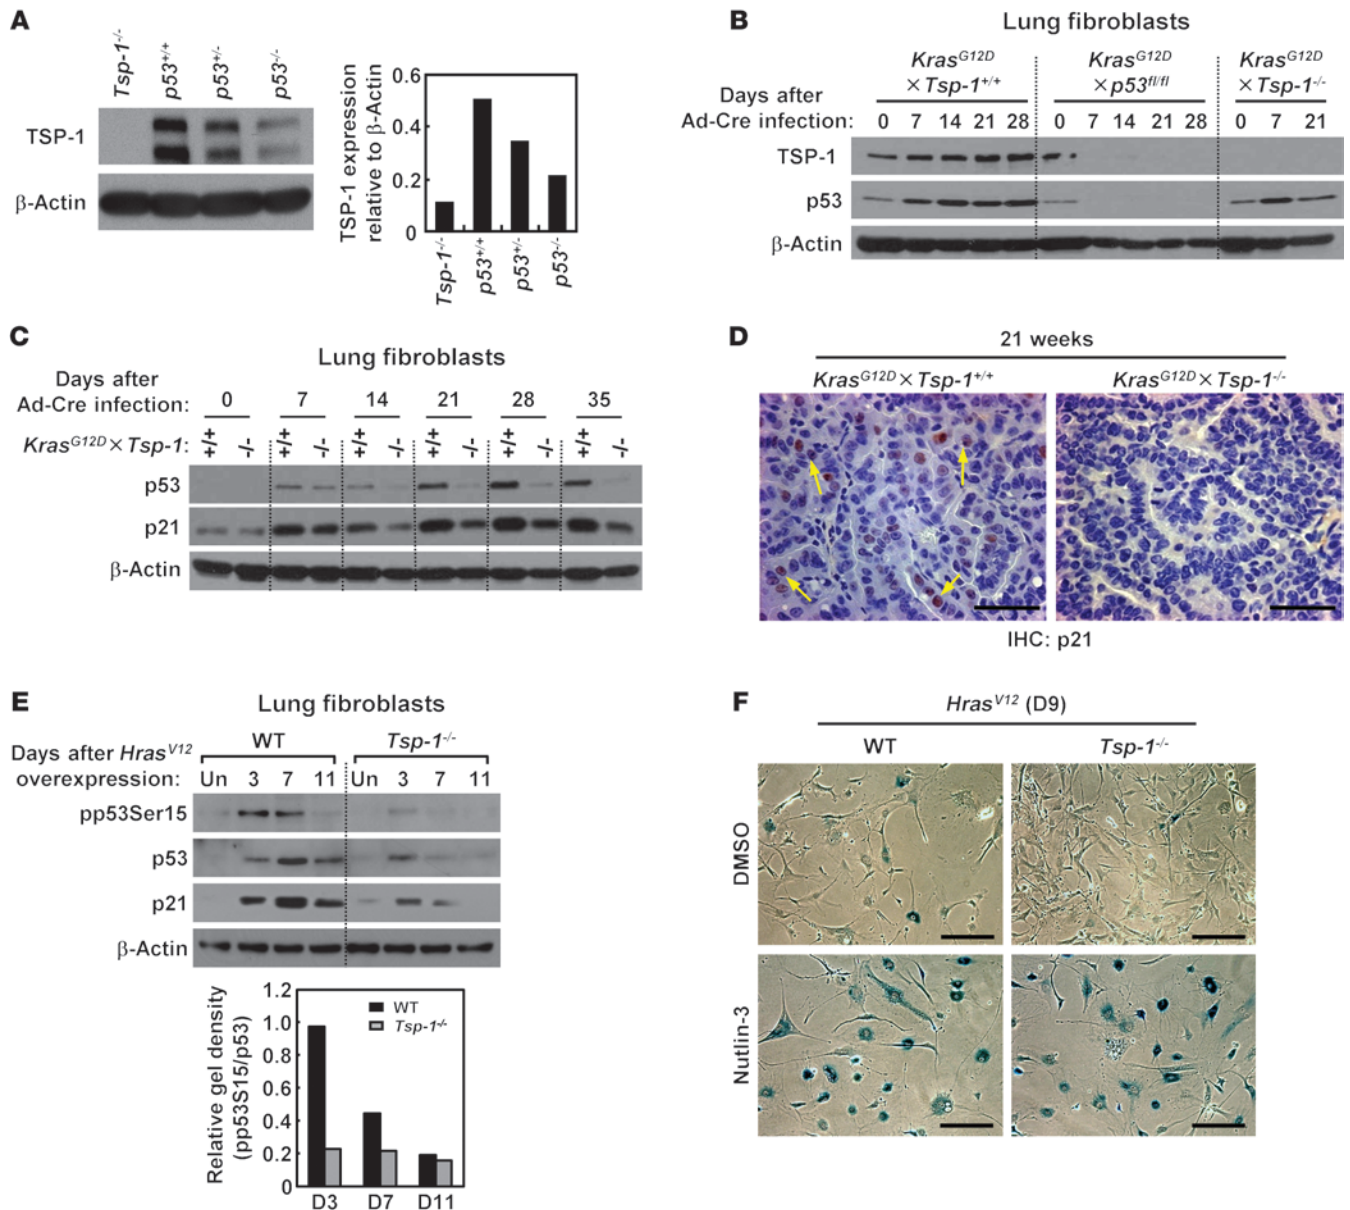 A
Tsp-1-/-
p53+/+
p53+/-
p53-/-
TSP-1
β-Actin
TSP-1 expression
relative to β-Actin
0.6
0.4
0.2
0
Tsp-1-/-
p53+/+
p53+/-
p53-/-
B
Lung fibroblasts
KrasG12D
×Tsp-1+/+
KrasG12D
×p53fl/fl
KrasG12D
×Tsp-1-/-
Days after
Ad-Cre infection: 0 7 14 21 28 0 7 14 21 28 0 7 21
TSP-1
p53
β-Actin
C
Lung fibroblasts
Days after
Ad-Cre infection: 0 7 14 21 28 35
KrasG12D×Tsp-1: +/+ -/- +/+ -/- +/+ -/- +/+ -/- +/+ -/- +/+ -/-
p53
p21
β-Actin
D
21 weeks
KrasG12D×Tsp-1+/+ KrasG12D×Tsp-1-/-
IHC: p21
E
Lung fibroblasts
WT Tsp-1-/-
Days after HrasV12
overexpression: Un 3 7 11 Un 3 7 11
pp53Ser15
p53
p21
β-Actin
Relative gel density
(pp53S15/p53)
1.2
1.0
0.8
0.6
0.4
0.2
0
WT
Tsp-1-/-
D3 D7 D11
F
HrasV12 (D9)
WT Tsp-1-/-
DMSO
Nutlin-3